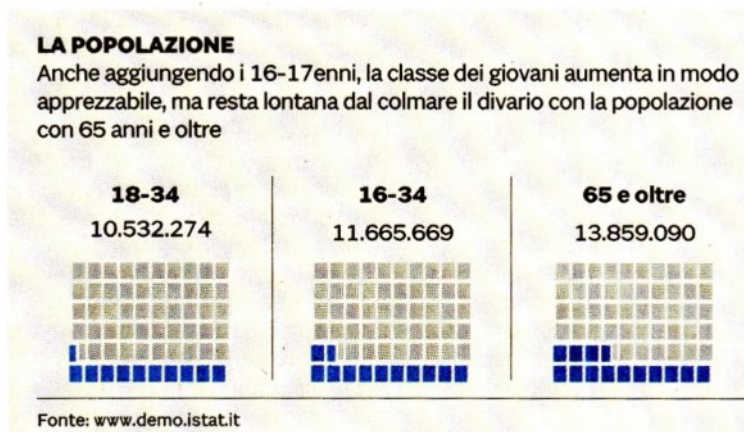 LA POPOLAZIONE
Anche aggiungendo i 16-17enni, la classe dei giovani aumenta in modo
apprezzabile, ma resta lontana dal colmare il divario con la popolazione
con 65 anni e oltre
18-34
10.532.274
16-34
11.665.669
65 e oltre
13.859.090
Fonte: www.demo.istat.it